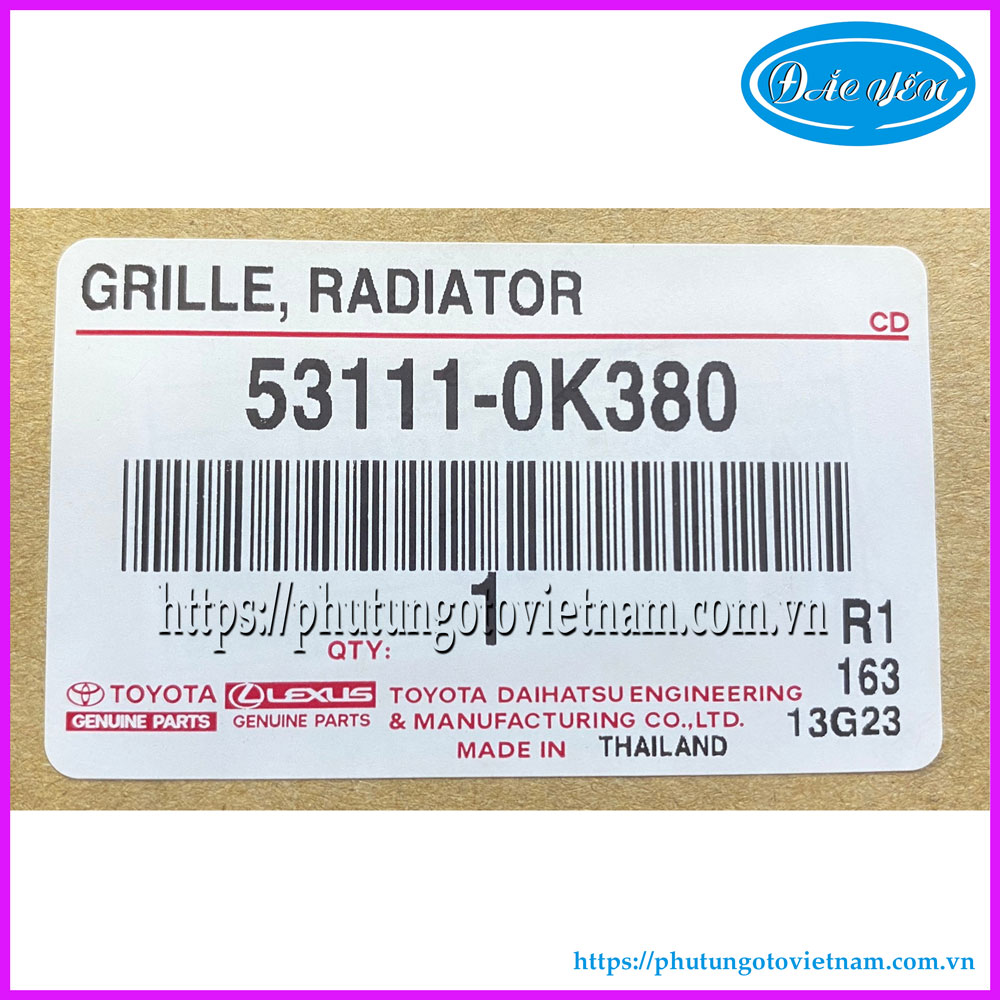 ĐẮC YẾN
GRILLE, RADIATOR
CD
53111-0K380
1
https://phutungotovietnam.com.vn
R1
QTY:
163
TOYOTA
GENUINE PARTS
LEXUS
GENUINE PARTS
TOYOTA DAIHATSU ENGINEERING
& MANUFACTURING CO.,LTD.
13G23
MADE IN THAILAND
https://phutungotovietnam.com.vn